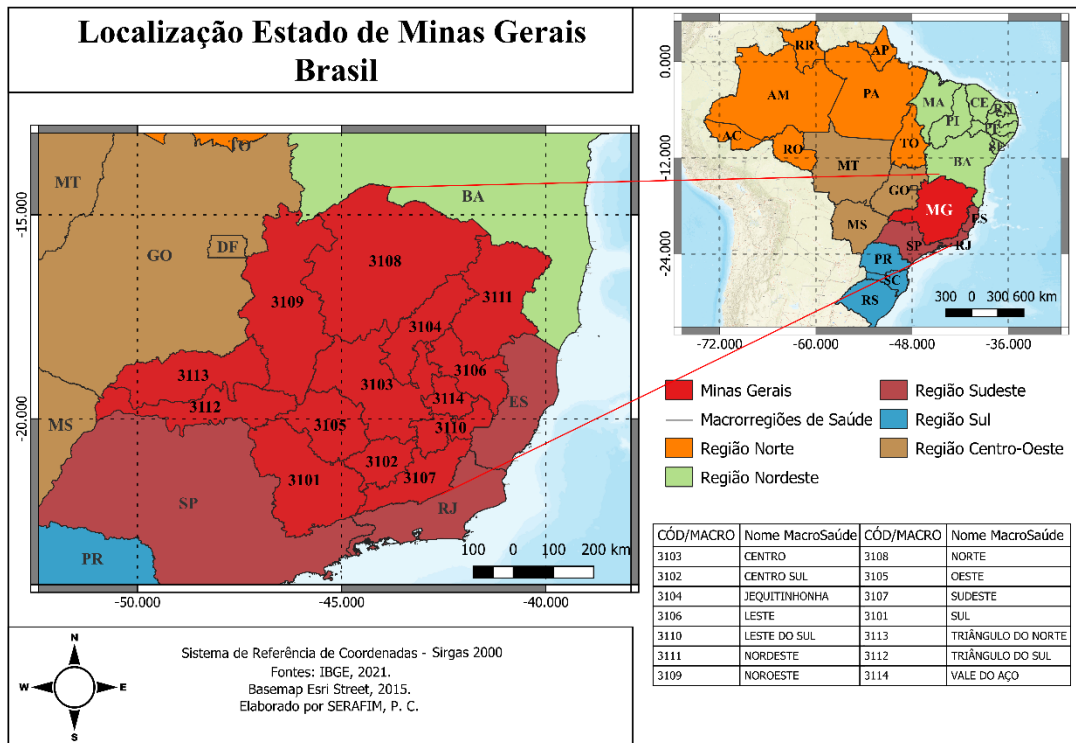 Localização Estado de Minas Gerais
Brasil
MT
TO
GO
DF
BA
MS
SP
PR
RJ
ES
3108
3109
3111
3104
3113
3112
3103
3106
3114
3105
3110
3102
3101
3107
-15.000
-20.000
-50.000
-45.000
-40.000
100 0 100 200 km
RR
AP
AM
PA
MA
CE
RN
PI
PE
SE
AC
RO
TO
BA
MT
GO
MG
ES
MS
SP
RJ
PR
SC
RS
0.000
-12.000
-24.000
300 0 300 600 km
-72.000
-60.000
-48.000
-36.000
Minas Gerais
Macrorregiões de Saúde
Região Norte
Região Nordeste
Região Sudeste
Região Sul
Região Centro-Oeste
CÓD/MACRO Nome MacroSaúde CÓD/MACRO Nome MacroSaúde
3103 CENTRO 3108 NORTE
3102 CENTRO SUL 3105 OESTE
3104 JEQUITINHONHA 3107 SUDESTE
3106 LESTE 3101 SUL
3110 LESTE DO SUL 3113 TRIÂNGULO DO NORTE
3111 NORDESTE 3112 TRIÂNGULO DO SUL
3109 NOROESTE 3114 VALE DO AÇO
N
W E
S
Sistema de Referência de Coordenadas - Sirgas 2000
Fontes: IBGE, 2021.
Basemap Esri Street, 2015.
Elaborado por SERAFIM, P. C.